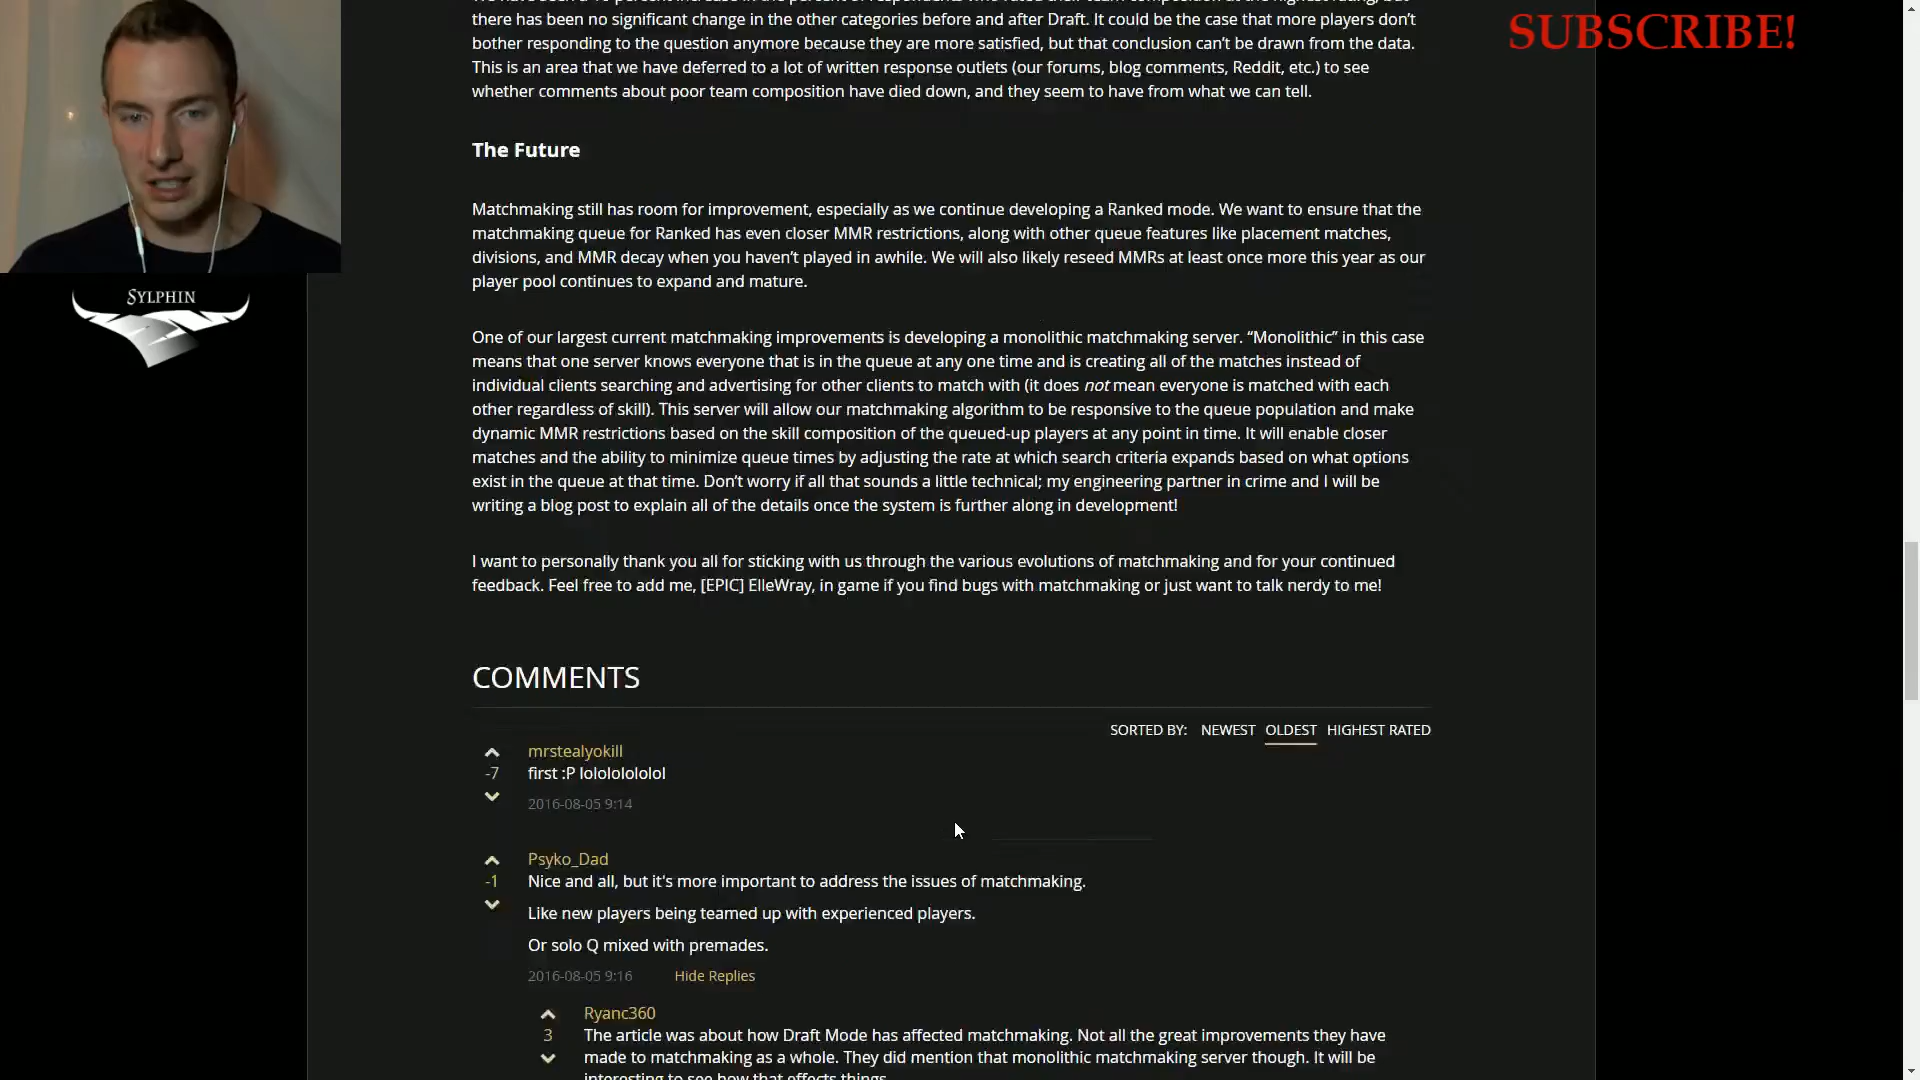 SUBSCRIBE!
there has been no significant change in the other categories before and after Draft. It could be the case that more players don’t
bother responding to the question anymore because they are more satisfied, but that conclusion can’t be drawn from the data.
This is an area that we have deferred to a lot of written response outlets (our forums, blog comments, Reddit, etc.) to see
whether comments about poor team composition have died down, and they seem to have from what we can tell.
The Future
Matchmaking still has room for improvement, especially as we continue developing a Ranked mode. We want to ensure that the
matchmaking queue for Ranked has even closer MMR restrictions, along with other queue features like placement matches,
divisions, and MMR decay when you haven’t played in awhile. We will also likely reseed MMRs at least once more this year as our
player pool continues to expand and mature.
SYLPHIN
One of our largest current matchmaking improvements is developing a monolithic matchmaking server. “Monolithic” in this case
means that one server knows everyone that is in the queue at any one time and is creating all of the matches instead of
individual clients searching and advertising for other clients to match with (it does not mean everyone is matched with each
other regardless of skill). This server will allow our matchmaking algorithm to be responsive to the queue population and make
dynamic MMR restrictions based on the skill composition of the queued-up players at any point in time. It will enable closer
matches and the ability to minimize queue times by adjusting the rate at which search criteria expands based on what options
exist in the queue at that time. Don’t worry if all that sounds a little technical; my engineering partner in crime and I will be
writing a blog post to explain all of the details once the system is further along in development!
I want to personally thank you all for sticking with us through the various evolutions of matchmaking and for your continued
feedback. Feel free to add me, [EPIC] ElleWray, in game if you find bugs with matchmaking or just want to talk nerdy to me!
COMMENTS
SORTED BY: NEWEST OLDEST HIGHEST RATED
mrstealyokill
-7 first :P lololololol
2016-08-05 9:14
Psyko_Dad
-1 Nice and all, but it's more important to address the issues of matchmaking.
Like new players being teamed up with experienced players.
Or solo Q mixed with premades.
2016-08-05 9:16 Hide Replies
Ryanc360
3 The article was about how Draft Mode has affected matchmaking. Not all the great improvements they have
made to matchmaking as a whole. They did mention that monolithic matchmaking server though. It will be
interesting to see how that effects things.